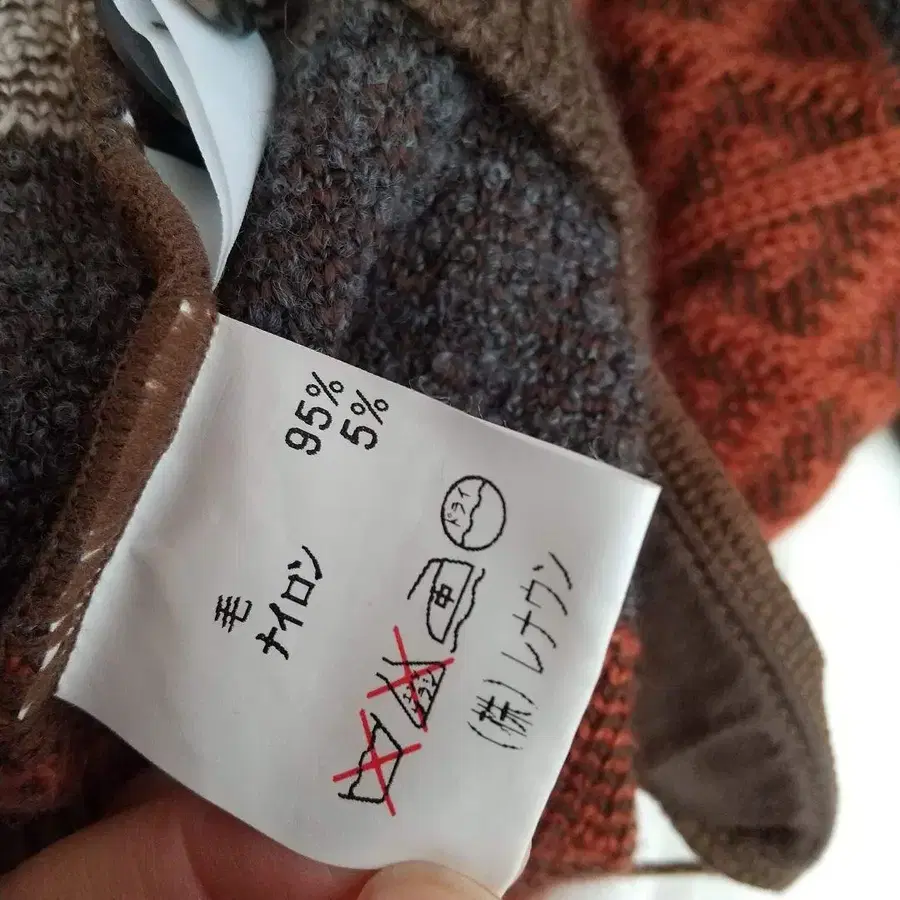 毛 95%
ナイロン 5%
中 ドライ
(株)レナウン